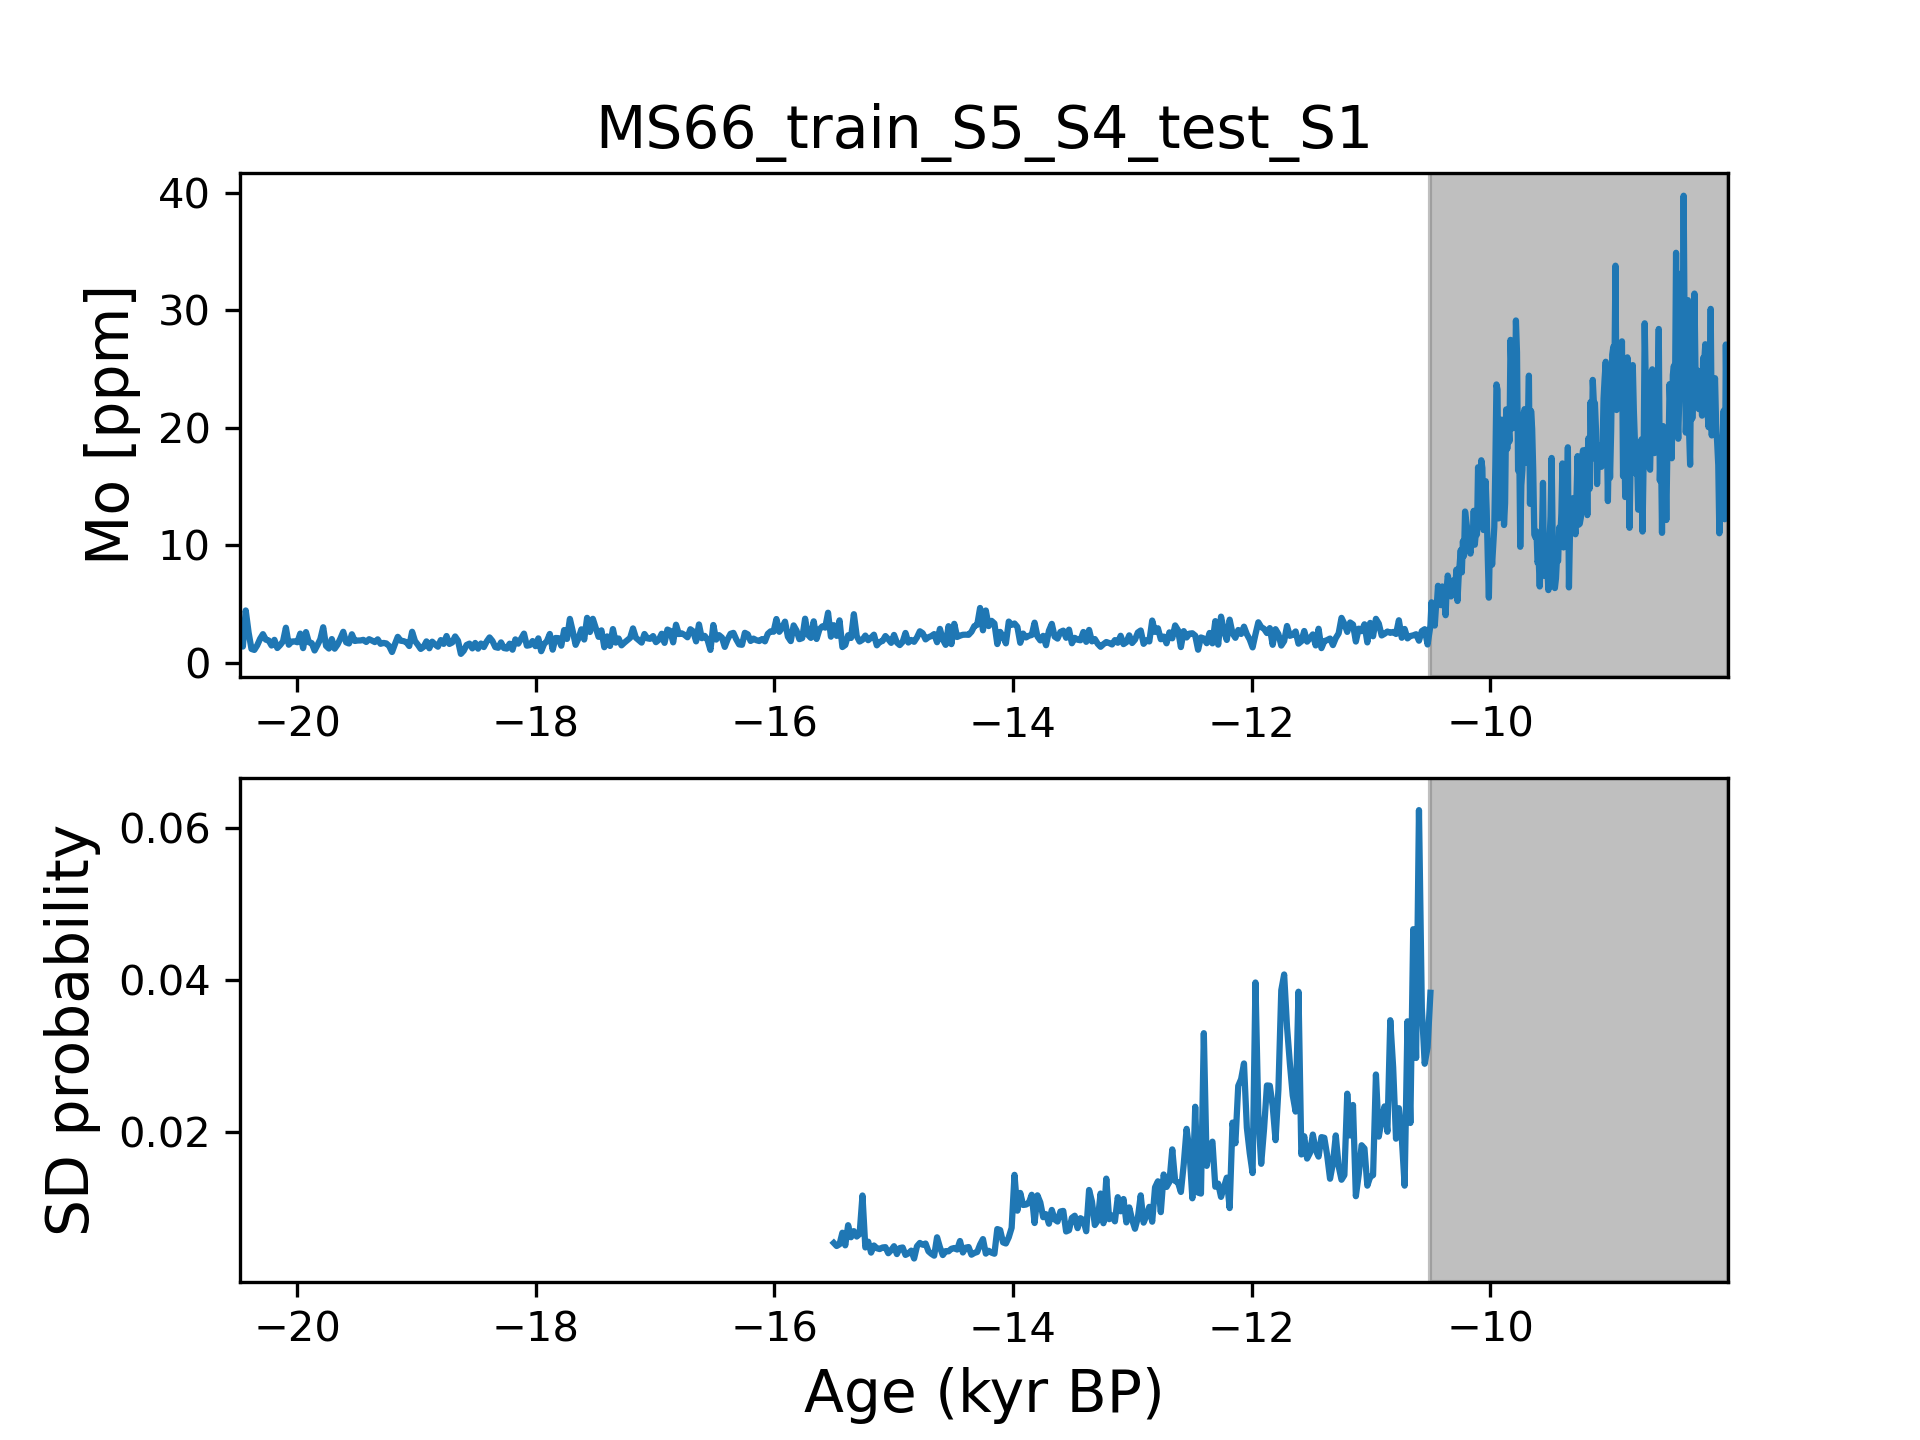 MS66_train_S5_S4_test_S1
Mo [ppm]
40
30
20
10
0
−20 −18 −16 −14 −12 −10
SD probability
0.06
0.04
0.02
−20 −18 −16 −14 −12 −10
Age (kyr BP)